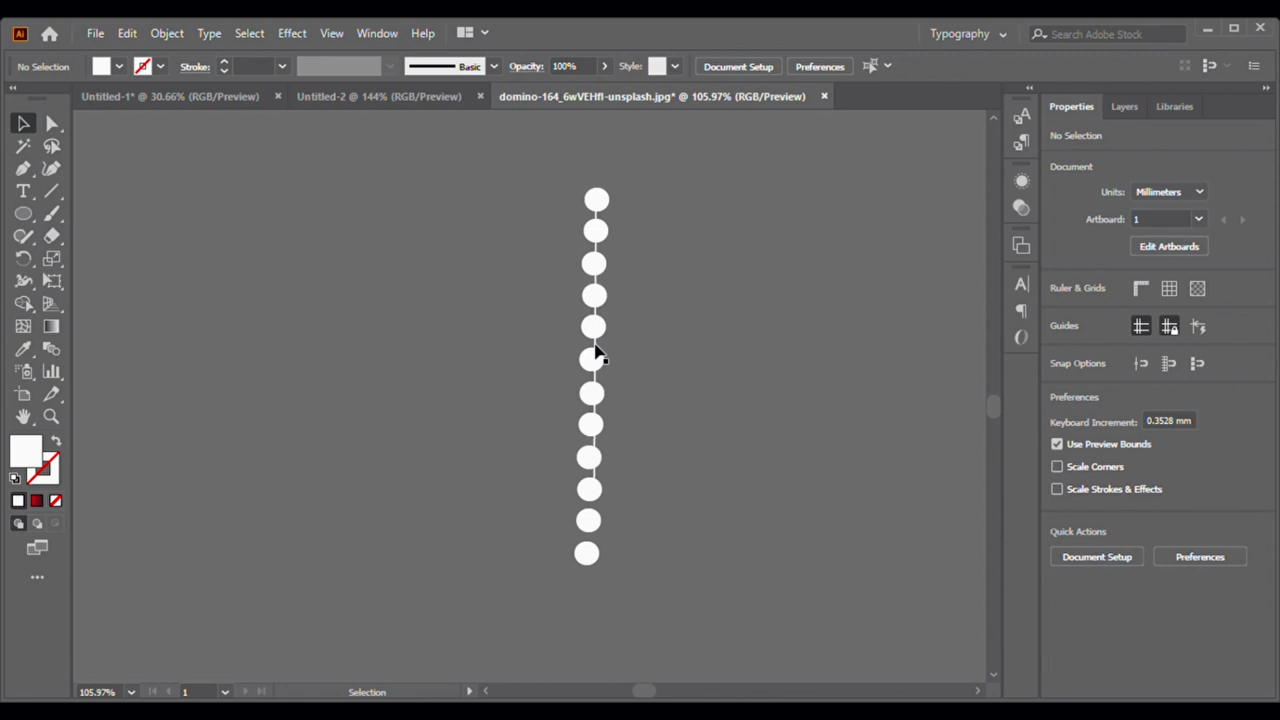 Ai File Edit Object Type Select Effect View Window Help Typography Search Adobe Stock
No Selection Stroke: Basic Opacity: 100% Style: Document Setup Preferences
Untitled-1* @ 30.66% (RGB/Preview) Untitled-2 @ 144% (RGB/Preview) domino-164_6wVEHfI-unsplash.jpg* @ 105.97% (RGB/Preview)
Properties Layers Libraries
No Selection
Document
Units: Millimeters
Artboard: 1
Edit Artboards
Ruler & Grids
Guides
Snap Options
Preferences
Keyboard Increment: 0.3528 mm
Use Preview Bounds
Scale Corners
Scale Strokes & Effects
Quick Actions
Document Setup Preferences
105.97% 1 Selection